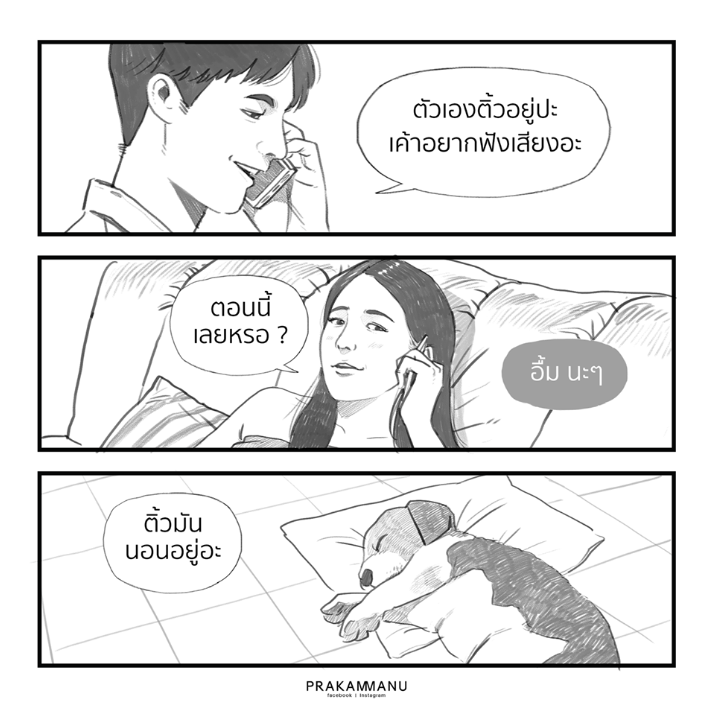 ตัวเองติ้วอยู่ปะ
เค้าอยากฟังเสียงอะ
ตอนนี้
เลยหรอ ?
อื้ม นะๆ
ติ้วมัน
นอนอยู่อะ
PRAKAMMANU
facebook | Instagram